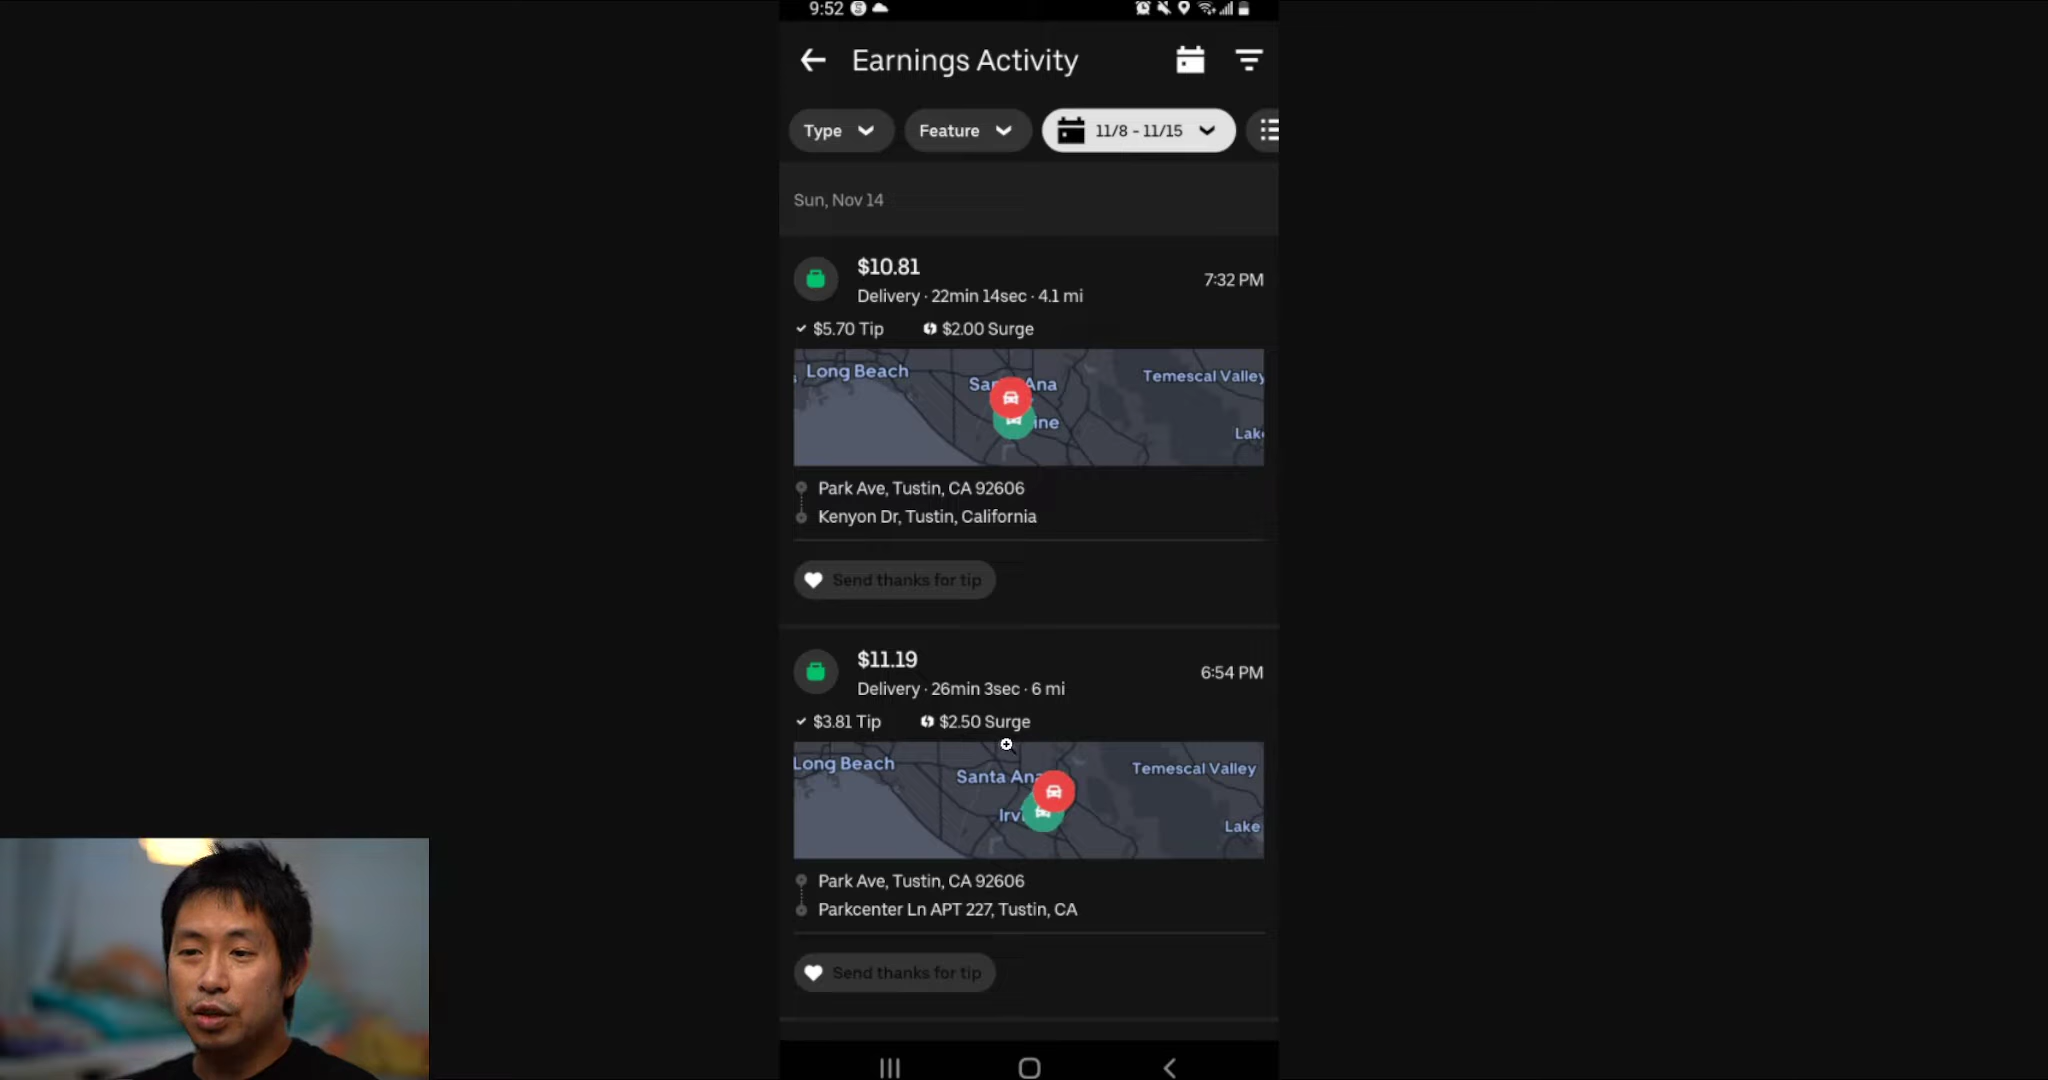 9:52
Earnings Activity
Type
Feature
11/8 - 11/15
Sun, Nov 14
$10.81
7:32 PM
Delivery · 22min 14sec · 4.1 mi
$5.70 Tip
$2.00 Surge
Long Beach
Temescal Valley
Lak
Park Ave, Tustin, CA 92606
Kenyon Dr, Tustin, California
Send thanks for tip
$11.19
6:54 PM
Delivery · 26min 3sec · 6 mi
$3.81 Tip
$2.50 Surge
Long Beach
Santa Ana
Temescal Valley
Lake
Park Ave, Tustin, CA 92606
Parkcenter Ln APT 227, Tustin, CA
Send thanks for tip